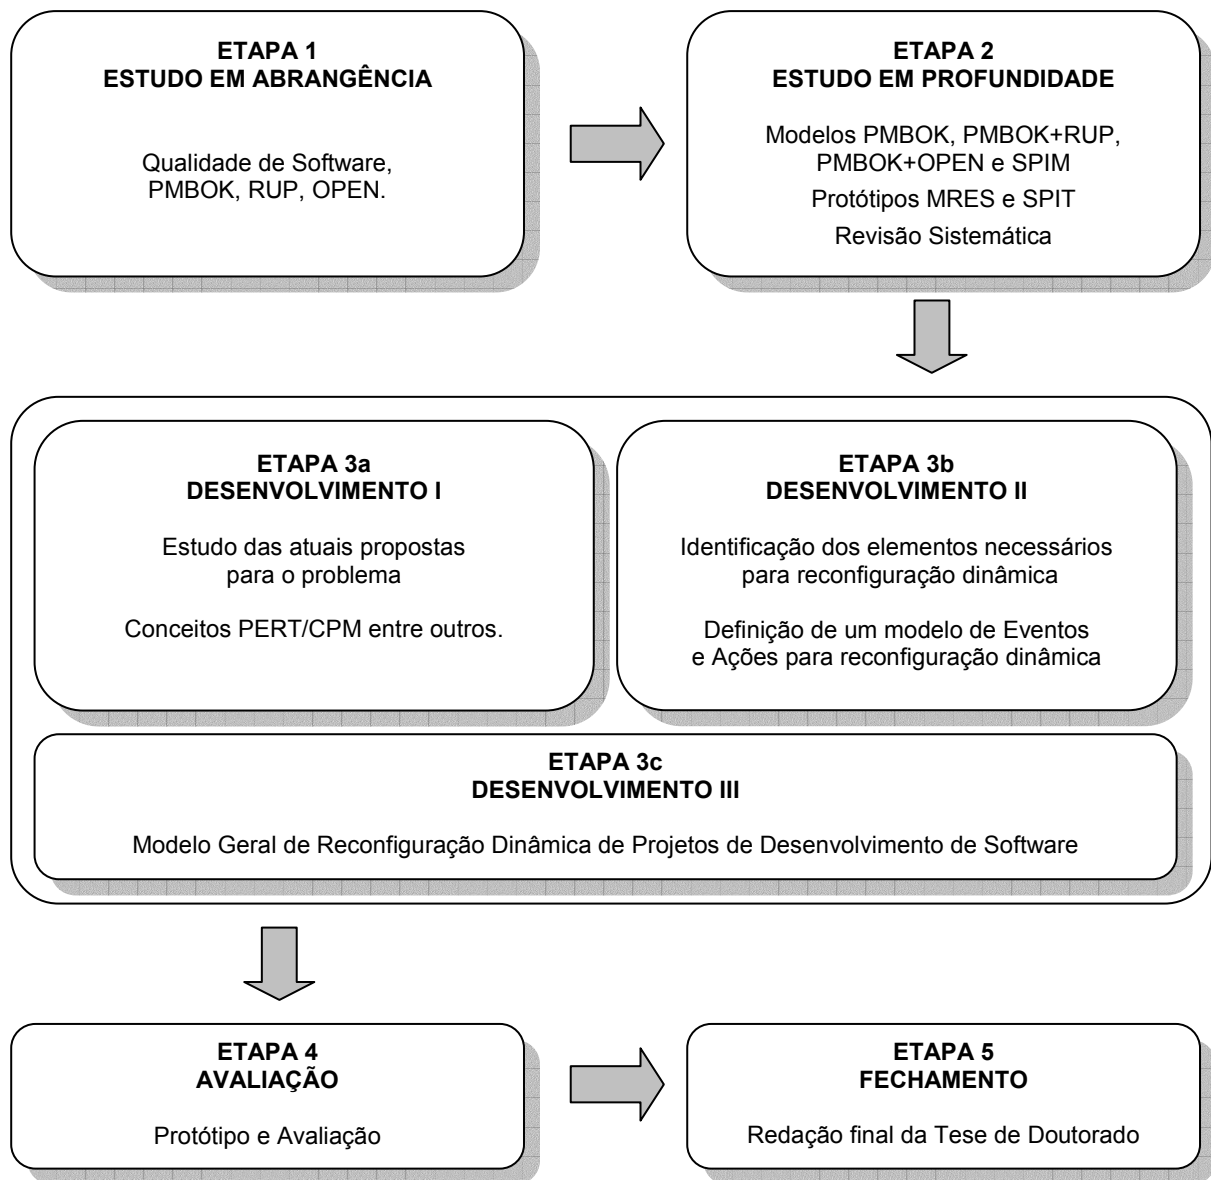 ETAPA 1
ESTUDO EM ABRANGÊNCIA
Qualidade de Software,
PMBOK, RUP, OPEN.
ETAPA 2
ESTUDO EM PROFUNDIDADE
Modelos PMBOK, PMBOK+RUP,
PMBOK+OPEN e SPIM
Protótipos MRES e SPIT
Revisão Sistemática
ETAPA 3a
DESENVOLVIMENTO I
Estudo das atuais propostas
para o problema
Conceitos PERT/CPM entre outros.
ETAPA 3b
DESENVOLVIMENTO II
Identificação dos elementos necessários
para reconfiguração dinâmica
Definição de um modelo de Eventos
e Ações para reconfiguração dinâmica
ETAPA 3c
DESENVOLVIMENTO III
Modelo Geral de Reconfiguração Dinâmica de Projetos de Desenvolvimento de Software
ETAPA 4
AVALIAÇÃO
Protótipo e Avaliação
ETAPA 5
FECHAMENTO
Redação final da Tese de Doutorado